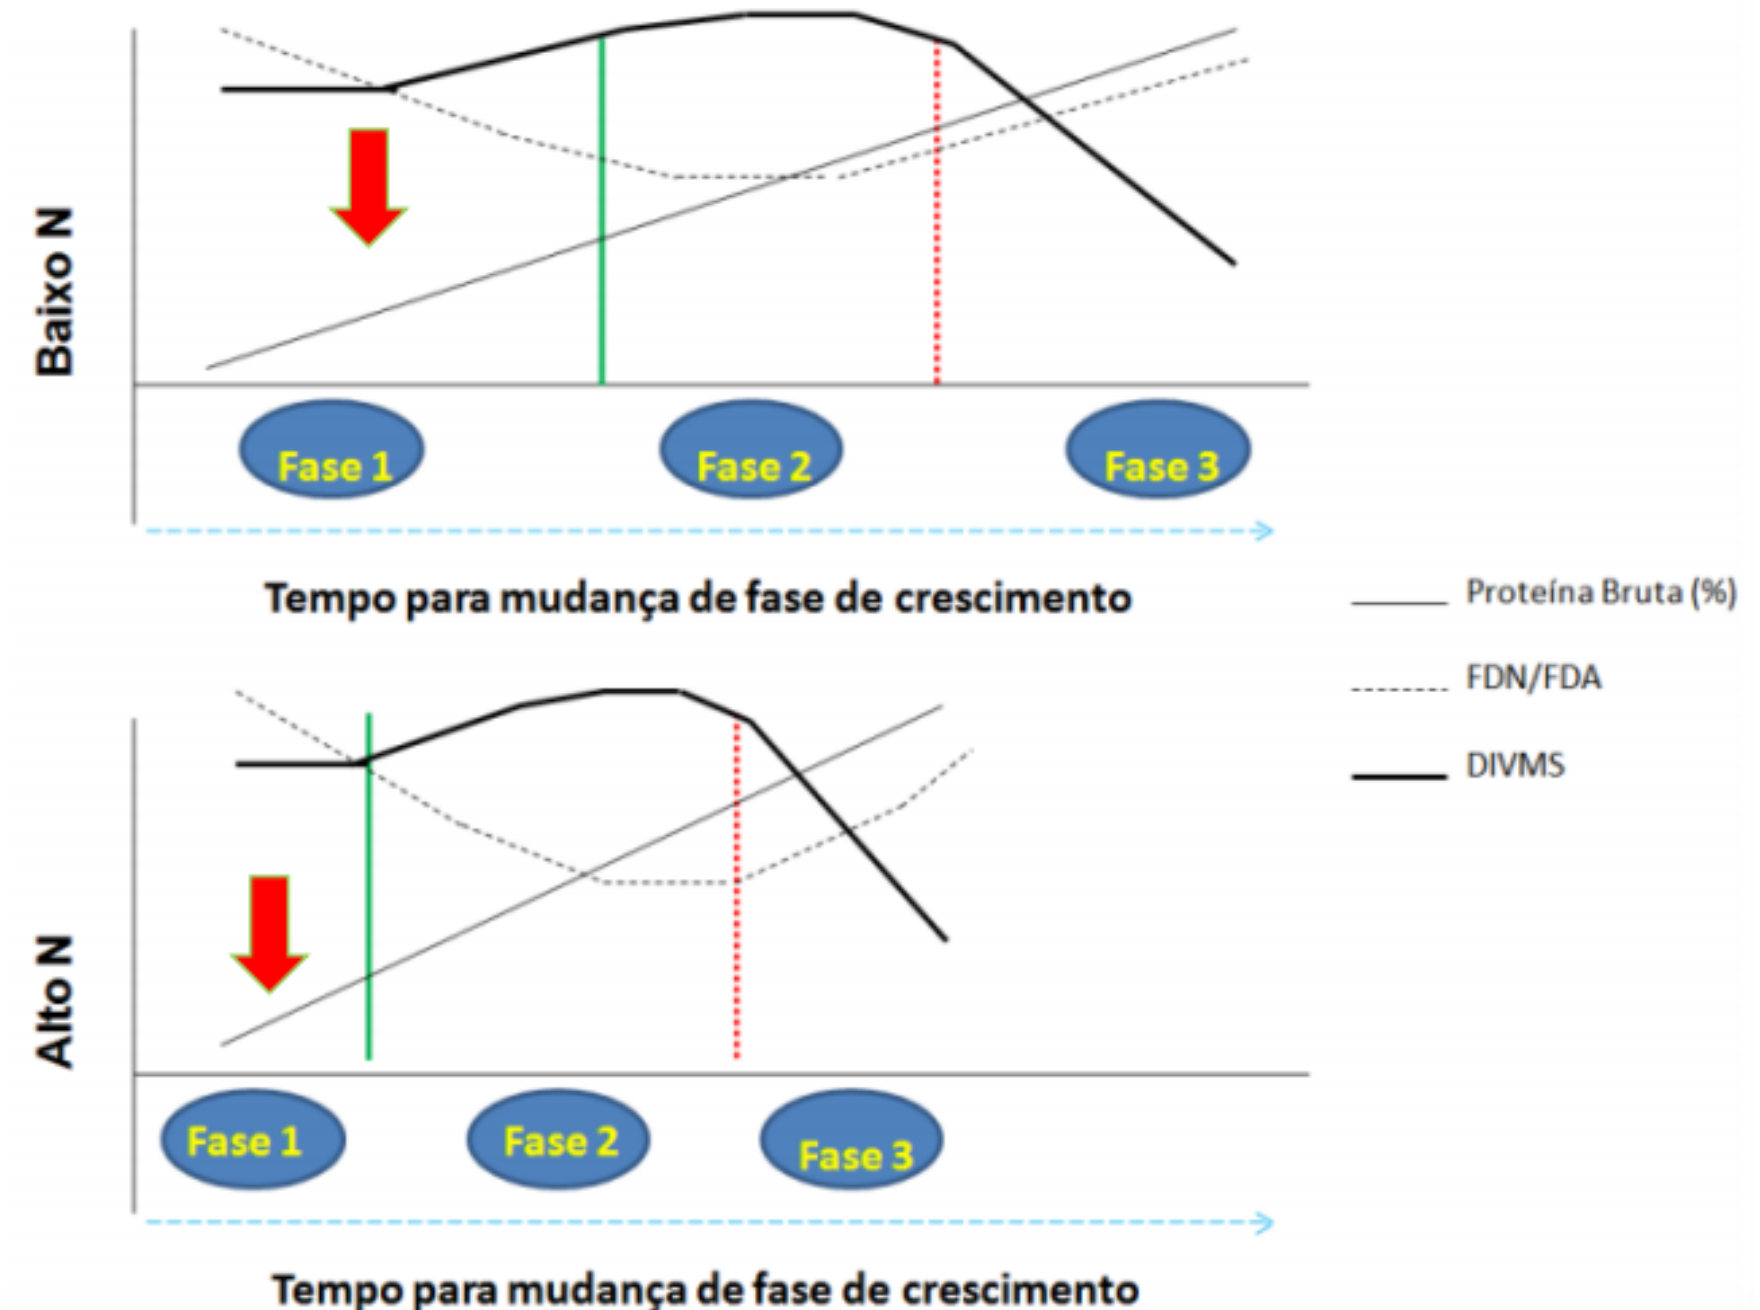 Baixo N
Fase 1
Fase 2
Fase 3
Tempo para mudança de fase de crescimento
Proteína Bruta (%)
FDN/FDA
DIVMS
Alto N
Fase 1
Fase 2
Fase 3
Tempo para mudança de fase de crescimento